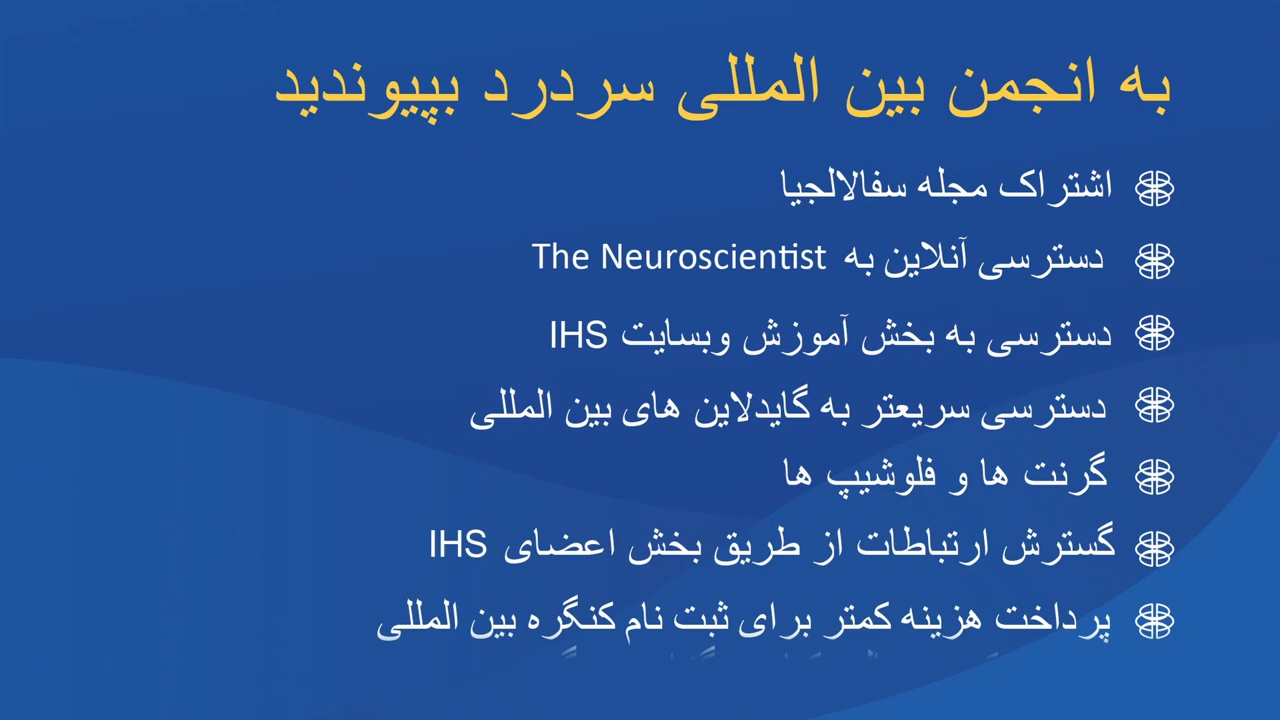 به انجمن بین المللی سردرد بپیوندید
اشتراک مجله سفالالجیا
دسترسی آنلاین به The Neuroscientist
دسترسی به بخش آموزش وبسایت IHS
دسترسی سریعتر به گایدلاین های بین المللی
گرنت ها و فلوشیپ ها
گسترش ارتباطات از طریق بخش اعضای IHS
پرداخت هزینه کمتر برای ثبت نام کنگره بین المللی